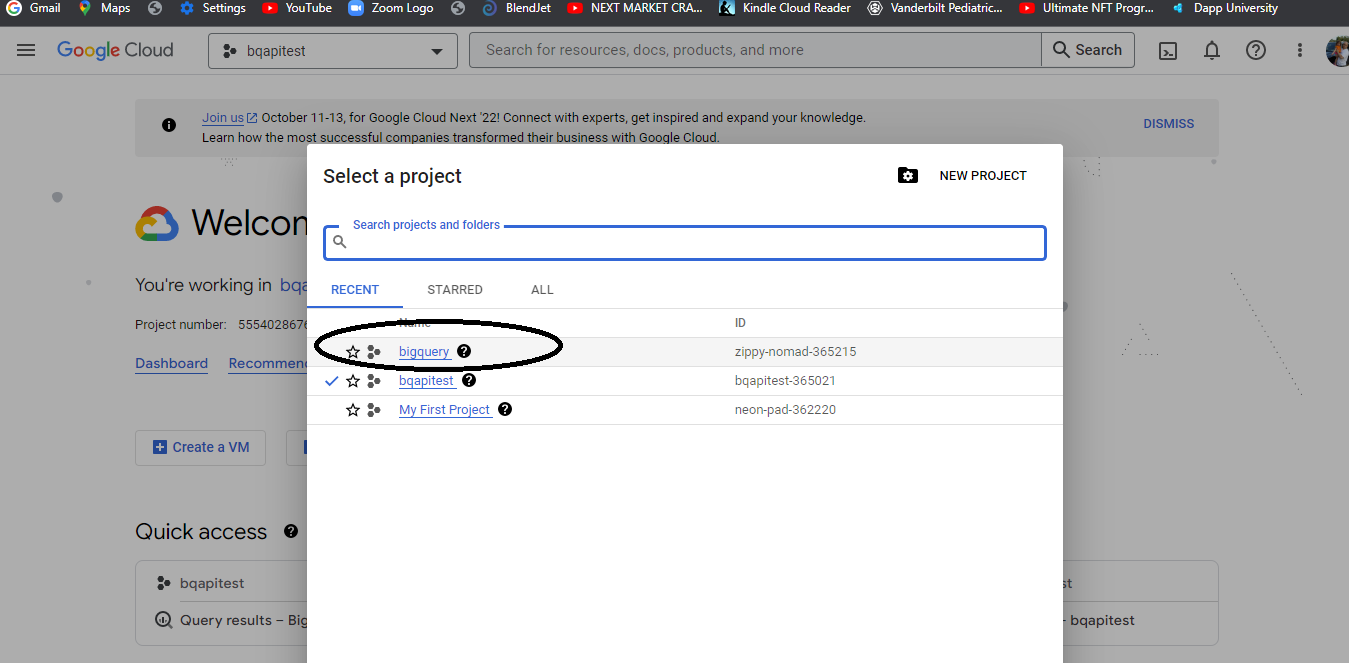 Gmail Maps Settings YouTube Zoom Logo BlendJet NEXT MARKET CRA... Kindle Cloud Reader Vanderbilt Pediatric... Ultimate NFT Progr... Dapp University
Google Cloud bqapitest Search for resources, docs, products, and more Search
Join us October 11-13, for Google Cloud Next '22! Connect with experts, get inspired and expand your knowledge.
Learn how the most successful companies transformed their business with Google Cloud.
DISMISS
Welcom
You're working in bqa
Project number: 5554028676
Dashboard Recommen
Create a VM
Quick access
bqapitest
Query results – Big
st
- bqapitest
Select a project NEW PROJECT
Search projects and folders
RECENT STARRED ALL
Name ID
bigquery zippy-nomad-365215
bqapitest bqapitest-365021
My First Project neon-pad-362220